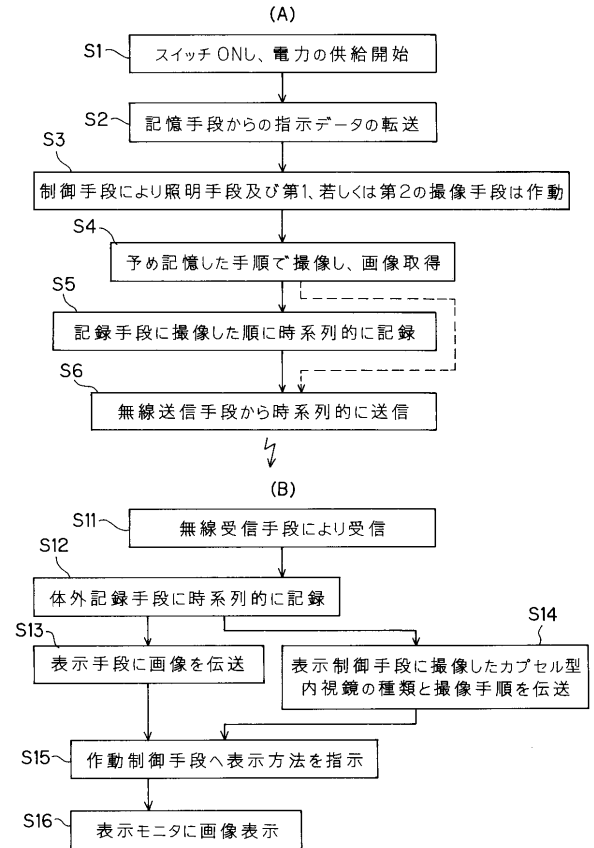 (A)
S1
スイッチONし、電力の供給開始
S2
記憶手段からの指示データの転送
S3
制御手段により照明手段及び第1、若しくは第2の撮像手段は作動
S4
予め記憶した手順で撮像し、画像取得
S5
記録手段に撮像した順に時系列的に記録
S6
無線送信手段から時系列的に送信
(B)
S11
無線受信手段により受信
S12
体外記録手段に時系列的に記録
S13
表示手段に画像を伝送
S14
表示制御手段に撮像したカプセル型
内視鏡の種類と撮像手順を伝送
S15
作動制御手段へ表示方法を指示
S16
表示モニタに画像表示